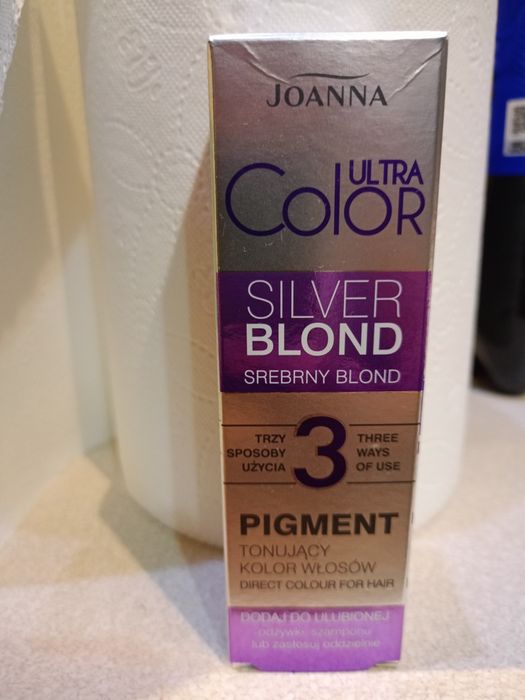 JOANNA
ULTRA
COLOR
SILVER
BLOND
SREBRNY BLOND
TRZY
SPOSOBY
UŻYCIA
3
THREE
WAYS
OF USE
PIGMENT
TONUJĄCY
KOLOR WŁOSÓW
DIRECT COLOUR FOR HAIR
DODAJ DO ULUBIONEJ
odżywki, szamponu
lub zastosuj oddzielnie